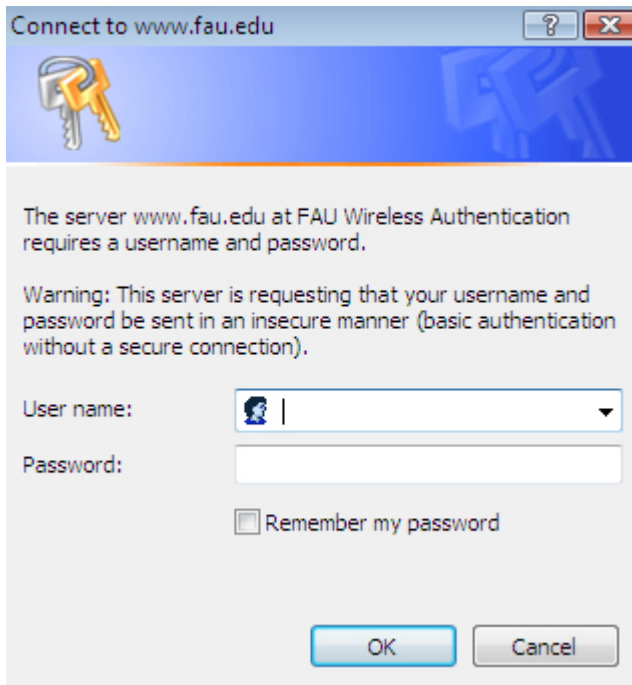 Connect to www.fau.edu
The server www.fau.edu at FAU Wireless Authentication
requires a username and password.
Warning: This server is requesting that your username and
password be sent in an insecure manner (basic authentication
without a secure connection).
User name:
Password:
Remember my password
OK Cancel